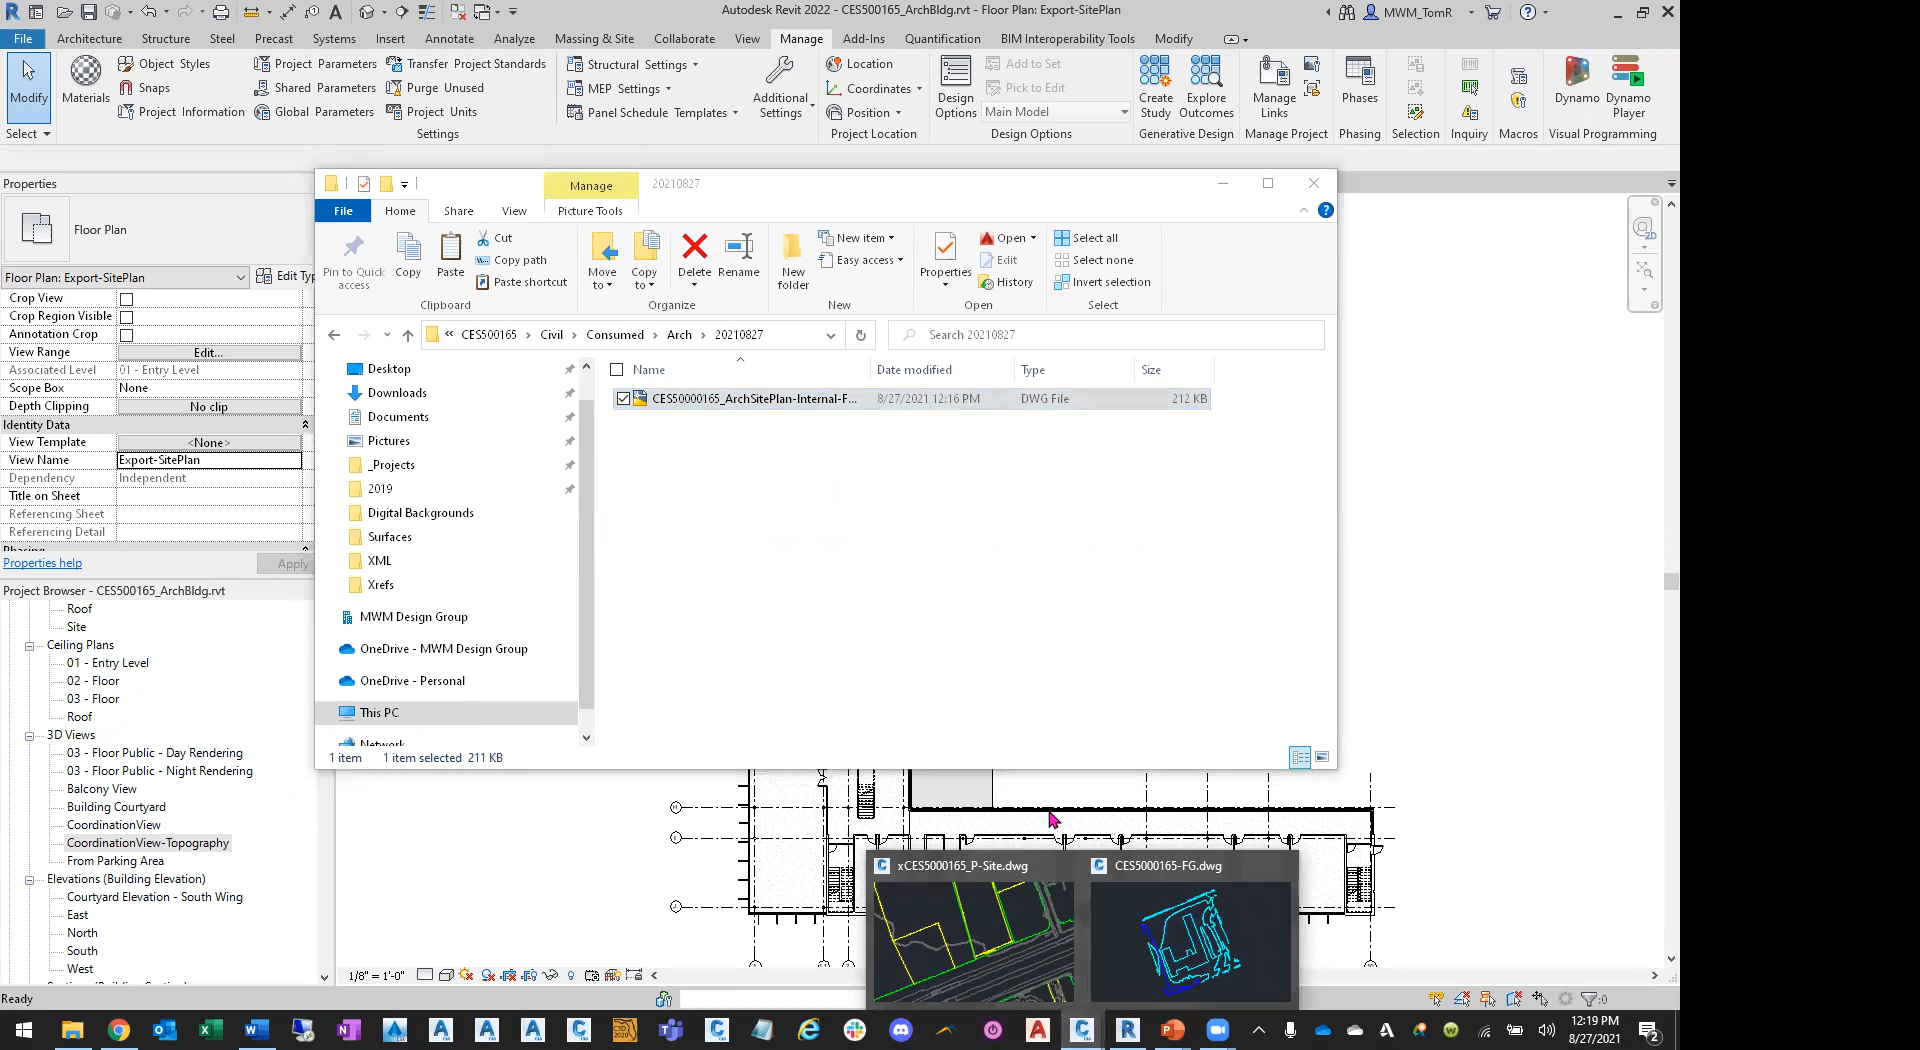 Autodesk Revit 2022 - CES500165_ArchBldg.rvt - Floor Plan: Export-SitePlan
MWM_TomR
File Architecture Structure Steel Precast Systems Insert Annotate Analyze Massing & Site Collaborate View Manage Add-Ins Quantification BIM Interoperability Tools Modify
Modify
Select
Materials
Object Styles
Snaps
Project Information
Project Parameters
Shared Parameters
Global Parameters
Transfer Project Standards
Purge Unused
Project Units
Settings
Structural Settings
MEP Settings
Panel Schedule Templates
Additional
Settings
Location
Coordinates
Position
Project Location
Design
Options
Add to Set
Pick to Edit
Main Model
Design Options
Create
Study
Explore
Outcomes
Generative Design
Manage
Links
Manage Project
Phases
Phasing
Selection
Inquiry
Macros
Dynamo
Dynamo
Player
Visual Programming
Properties
Floor Plan
Floor Plan: Export-SitePlan
Edit Typ
Crop View
Crop Region Visible
Annotation Crop
View Range Edit...
Associated Level 01 - Entry Level
Scope Box None
Depth Clipping No clip
Identity Data
View Template <None>
View Name Export-SitePlan
Dependency Independent
Title on Sheet
Referencing Sheet
Referencing Detail
Phasing
Properties help
Apply
Project Browser - CES500165_ArchBldg.rvt
Roof
Site
Ceiling Plans
01 - Entry Level
02 - Floor
03 - Floor
Roof
3D Views
03 - Floor Public - Day Rendering
03 - Floor Public - Night Rendering
Balcony View
Building Courtyard
CoordinationView
CoordinationView-Topography
From Parking Area
Elevations (Building Elevation)
Courtyard Elevation - South Wing
East
North
South
West
Manage
20210827
File Home Share View Picture Tools
Pin to Quick
access
Copy
Paste
Cut
Copy path
Paste shortcut
Clipboard
Move
to
Copy
to
Delete
Rename
Organize
New
folder
New item
Easy access
New
Properties
Open
Edit
History
Open
Select all
Select none
Invert selection
Select
« CES500165 › Civil › Consumed › Arch › 20210827
Search 20210827
Desktop
Downloads
Documents
Pictures
_Projects
2019
Digital Backgrounds
Surfaces
XML
Xrefs
MWM Design Group
OneDrive - MWM Design Group
OneDrive - Personal
This PC
Network
Name Date modified Type Size
CES50000165_ArchSitePlan-Internal-F... 8/27/2021 12:16 PM DWG File 212 KB
1 item 1 item selected 211 KB
H
xCES5000165_P-Site.dwg
CES5000165-FG.dwg
1/8" = 1'-0"
Ready
:0
12:19 PM
8/27/2021
2